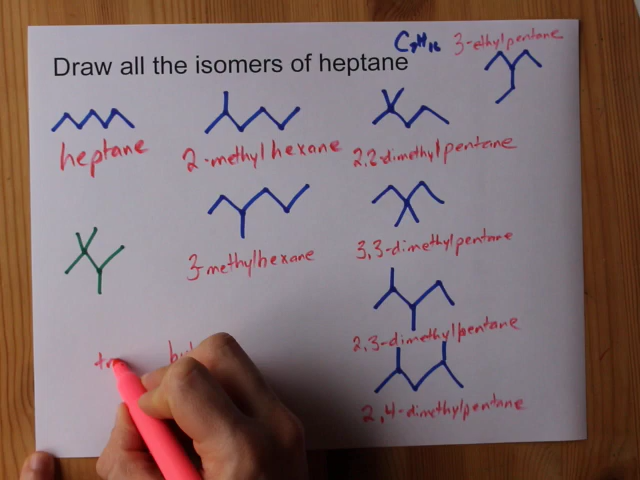 C7H16 3-ethylpentane
Draw all the isomers of heptane
heptane
2-methylhexane
2,2-dimethylpentane
3-methylhexane
3,3-dimethylpentane
2,3-dimethylpentane
2,4-dimethylpentane